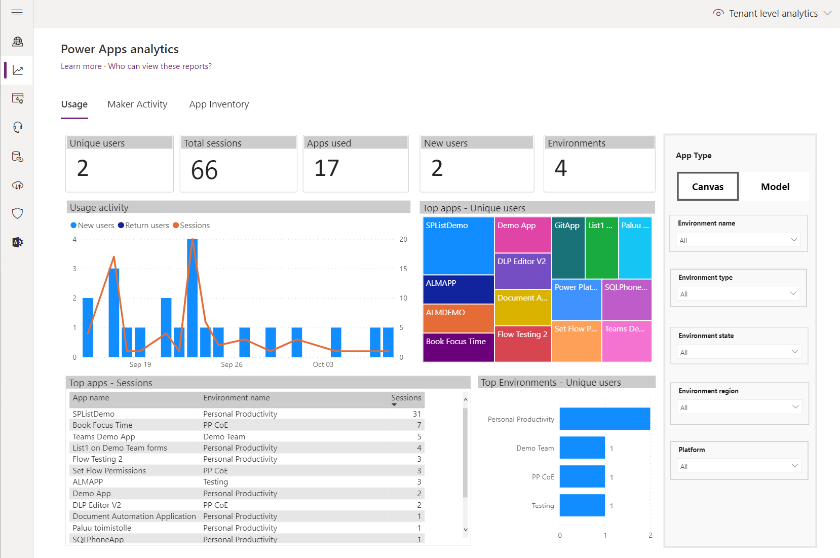 Tenant level analytics
Power Apps analytics
Learn more · Who can view these reports?
Usage Maker Activity App Inventory
Unique users
2
Total sessions
66
Apps used
17
New users
2
Environments
4
Usage activity
New users Return users Sessions
4
3
2
1
0
20
15
10
5
0
Sep 19 Sep 26 Oct 03
Top apps - Unique users
SPListDemo
ALMAPP
ALMDEMO
Book Focus Time
Demo App
DLP Editor V2
Document A...
Flow Testing 2
GitApp
List1 ...
Paluu ...
Power Plat...
SQLPhone...
Set Flow P...
Teams De...
Top apps - Sessions
App name Environment name Sessions
SPListDemo Personal Productivity 31
Book Focus Time PP CoE 7
Teams Demo App Demo Team 5
List1 on Demo Team forms Personal Productivity 4
Flow Testing 2 Personal Productivity 3
Set Flow Permissions PP CoE 3
ALMAPP Testing 3
Demo App Personal Productivity 2
DLP Editor V2 PP CoE 2
Document Automation Application Personal Productivity 1
Paluu toimistolle Personal Productivity 1
SQLPhoneApp Personal Productivity 1
Top Environments - Unique users
Personal Productivity
Demo Team 1
PP CoE 1
Testing 1
0 1 2
App Type
Canvas Model
Environment name
All
Environment type
All
Environment state
All
Environment region
All
Platform
All